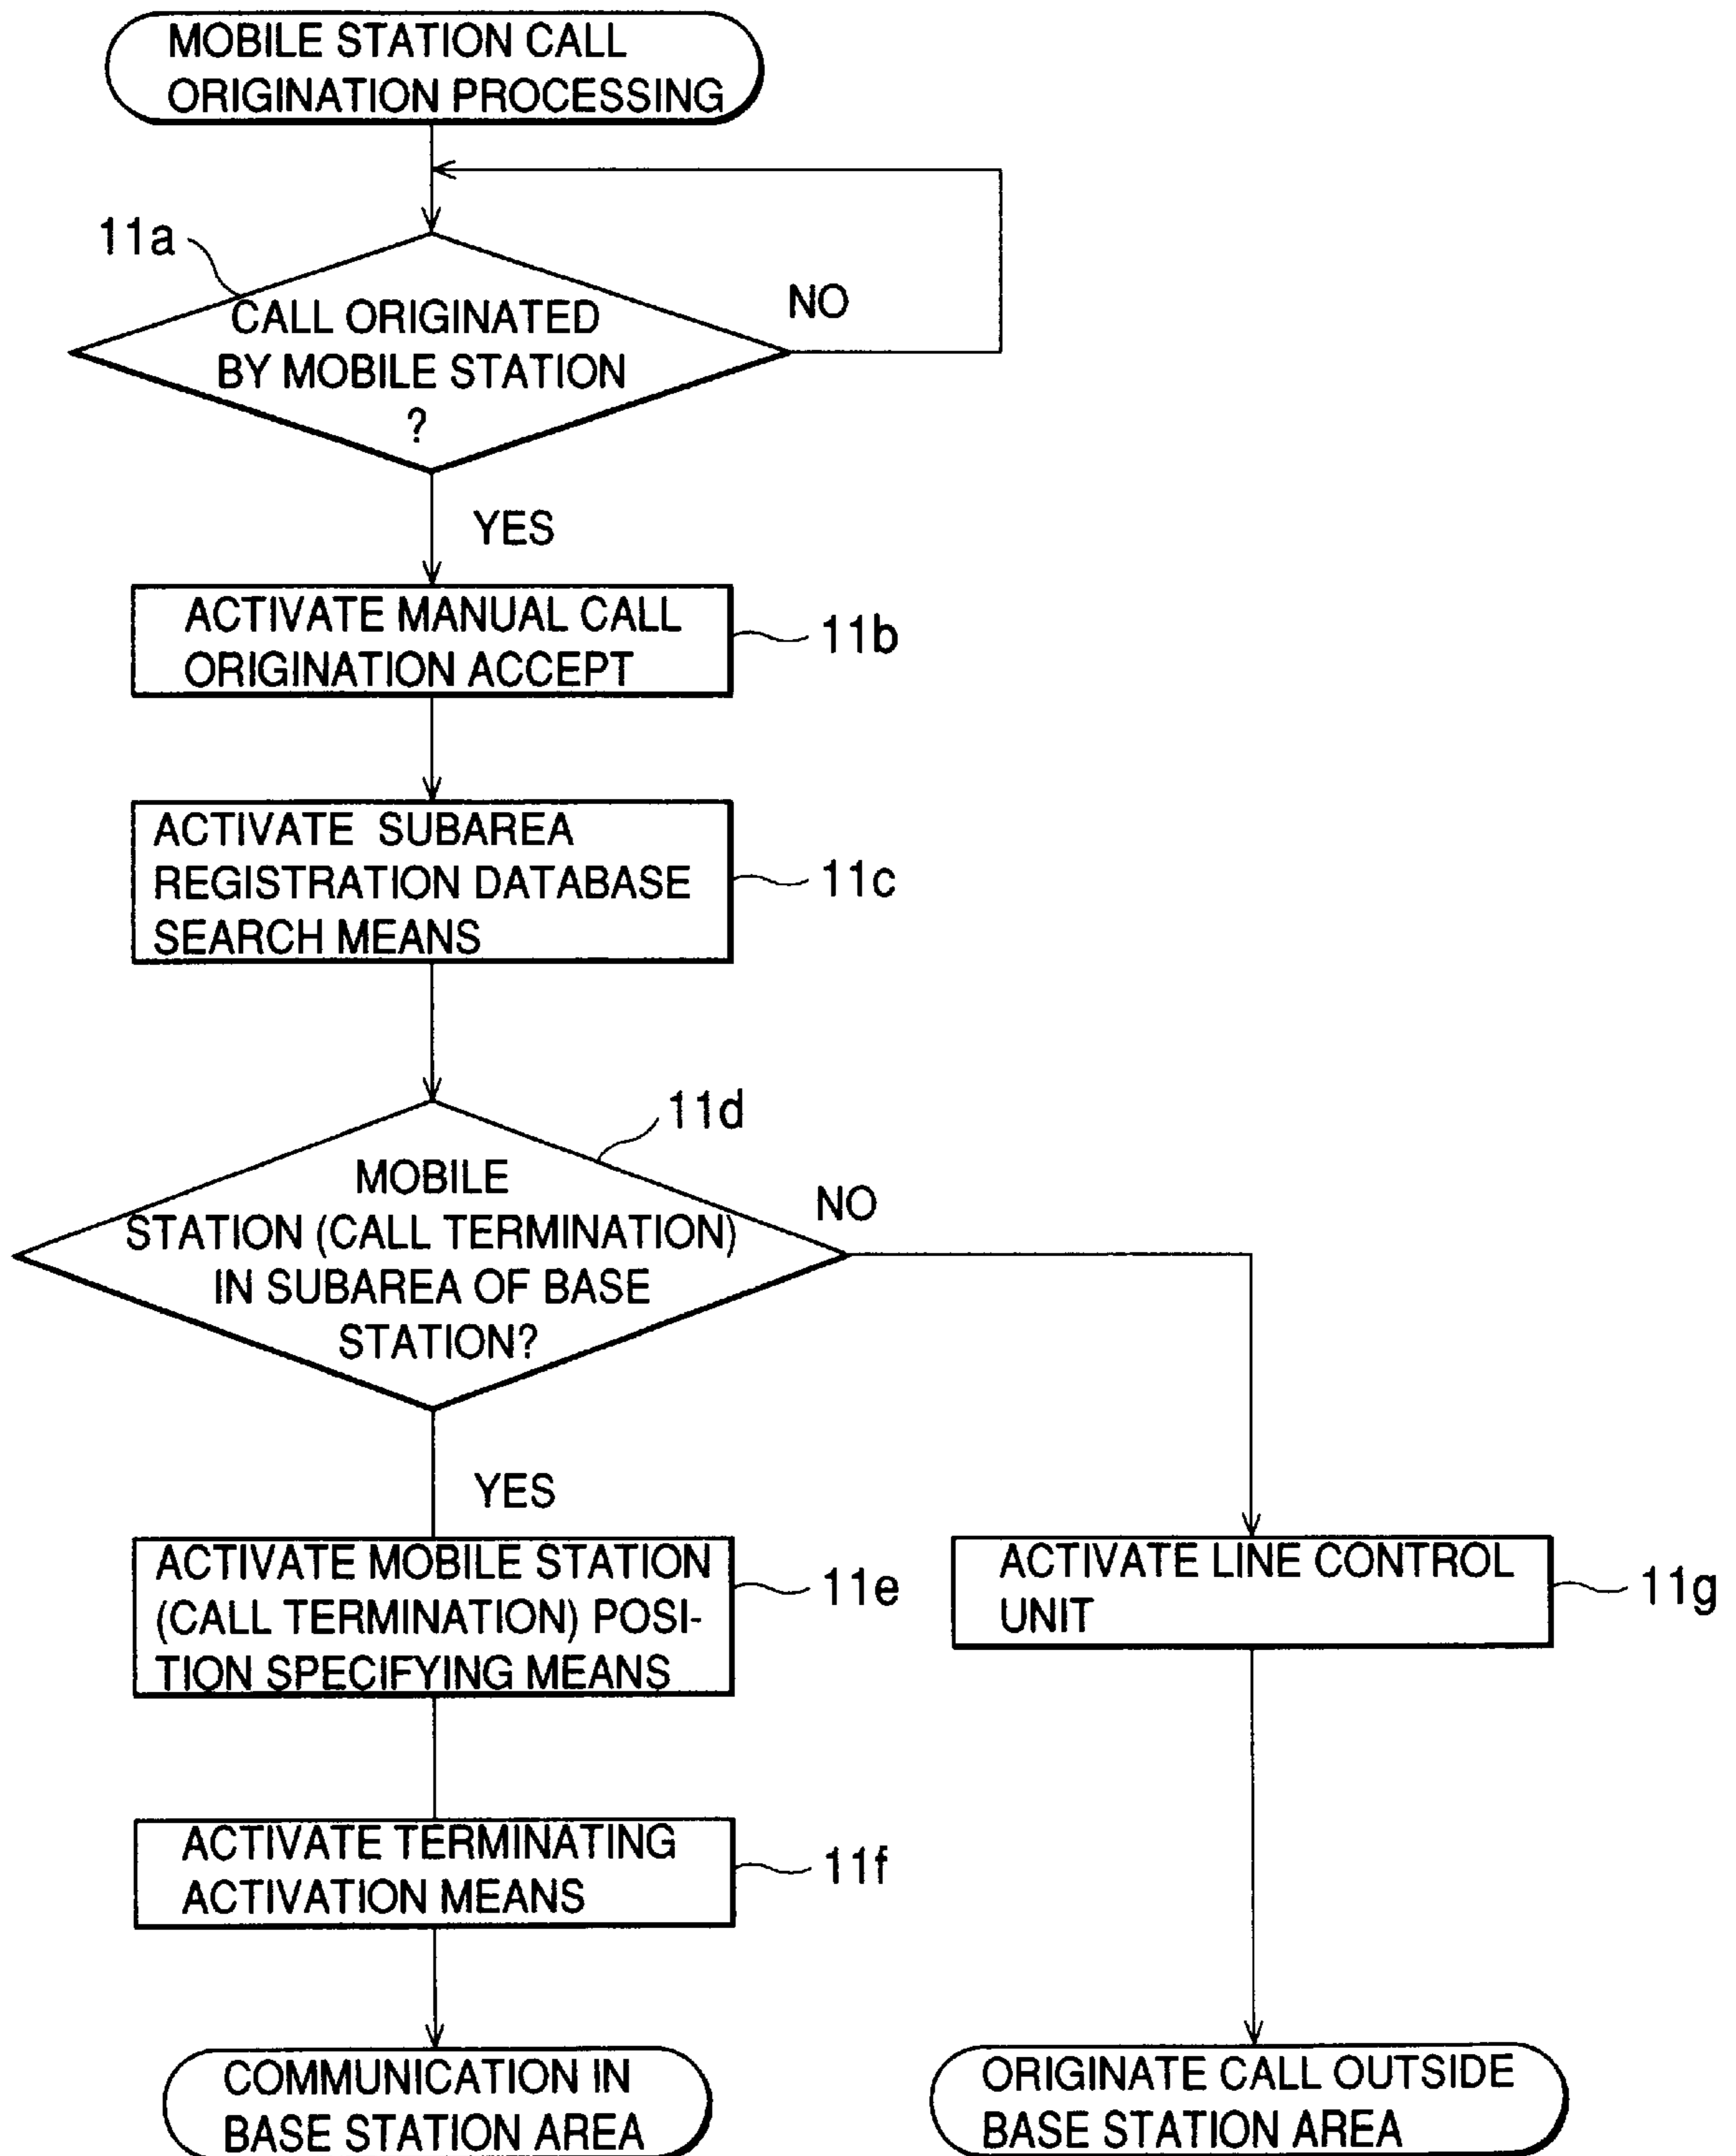 MOBILE STATION CALL
ORIGINATION PROCESSING
11a
CALL ORIGINATED
BY MOBILE STATION
?
NO
YES
ACTIVATE MANUAL CALL
ORIGINATION ACCEPT
11b
ACTIVATE SUBAREA
REGISTRATION DATABASE
SEARCH MEANS
11c
11d
MOBILE
STATION (CALL TERMINATION)
IN SUBAREA OF BASE
STATION?
NO
YES
ACTIVATE MOBILE STATION
(CALL TERMINATION) POSI-
TION SPECIFYING MEANS
11e
ACTIVATE LINE CONTROL
UNIT
11g
ACTIVATE TERMINATING
ACTIVATION MEANS
11f
COMMUNICATION IN
BASE STATION AREA
ORIGINATE CALL OUTSIDE
BASE STATION AREA